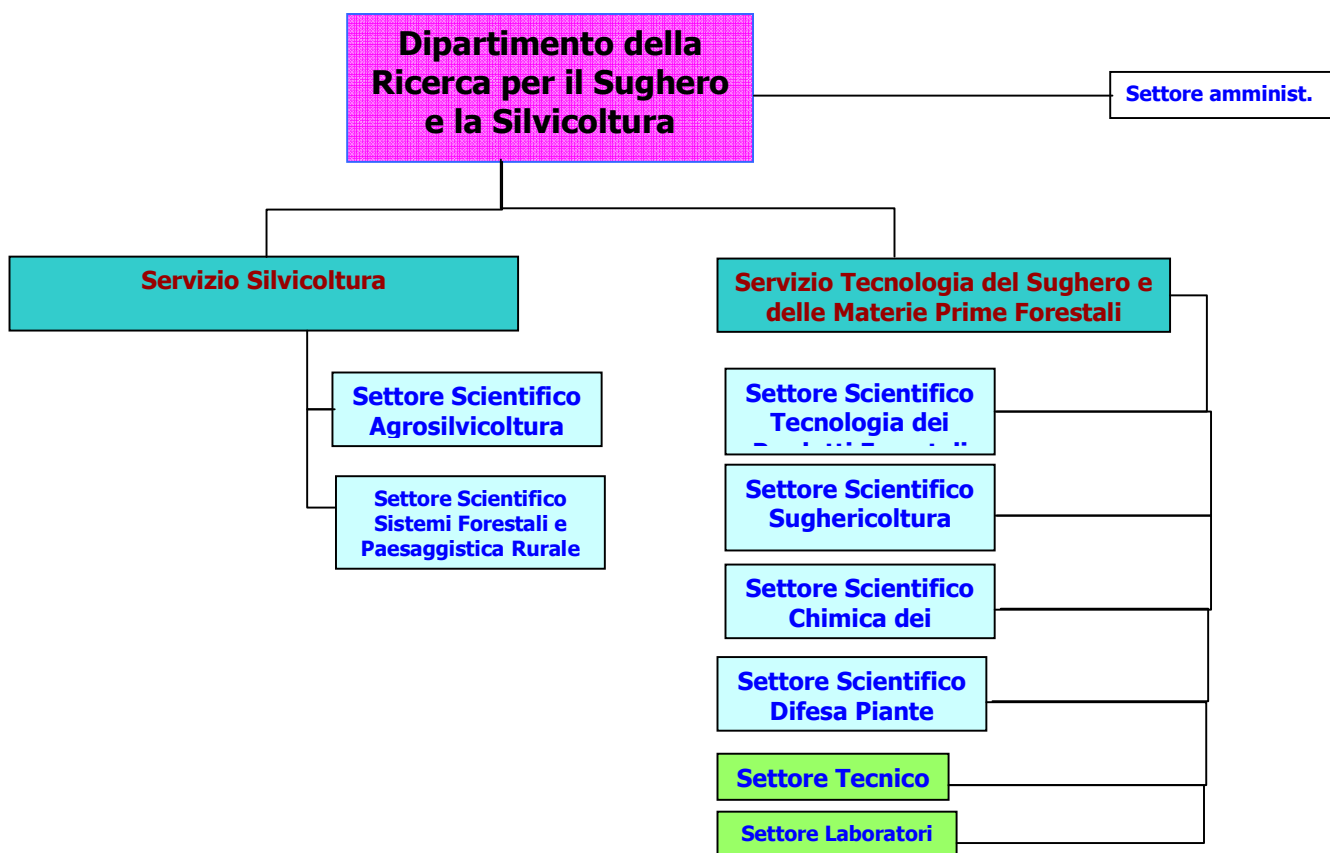 Dipartimento della
Ricerca per il Sughero
e la Silvicoltura
Settore amminist.
Servizio Silvicoltura
Servizio Tecnologia del Sughero e
delle Materie Prime Forestali
Settore Scientifico
Agrosilvicoltura
Settore Scientifico
Sistemi Forestali e
Paesaggistica Rurale
Settore Scientifico
Tecnologia dei
Settore Scientifico
Sughericoltura
Settore Scientifico
Chimica dei
Settore Scientifico
Difesa Piante
Settore Tecnico
Settore Laboratori